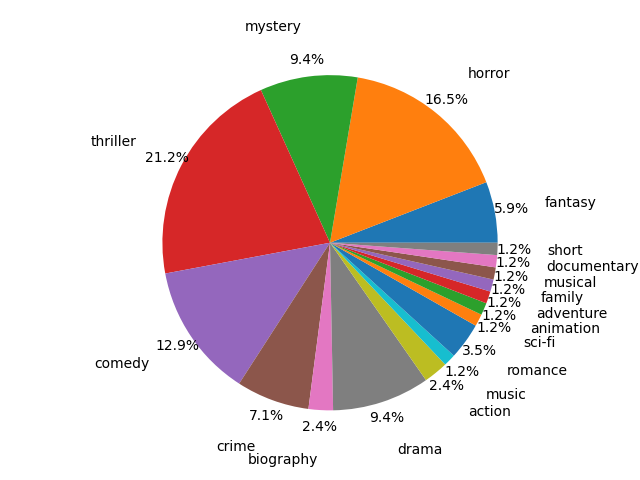 mystery
9.4%
horror
16.5%
thriller
21.2%
fantasy
5.9%
short
1.2%
documentary
1.2%
musical
1.2%
family
1.2%
adventure
1.2%
animation
1.2%
sci-fi
1.2%
romance
3.5%
music
1.2%
action
2.4%
drama
9.4%
biography
2.4%
crime
7.1%
comedy
12.9%